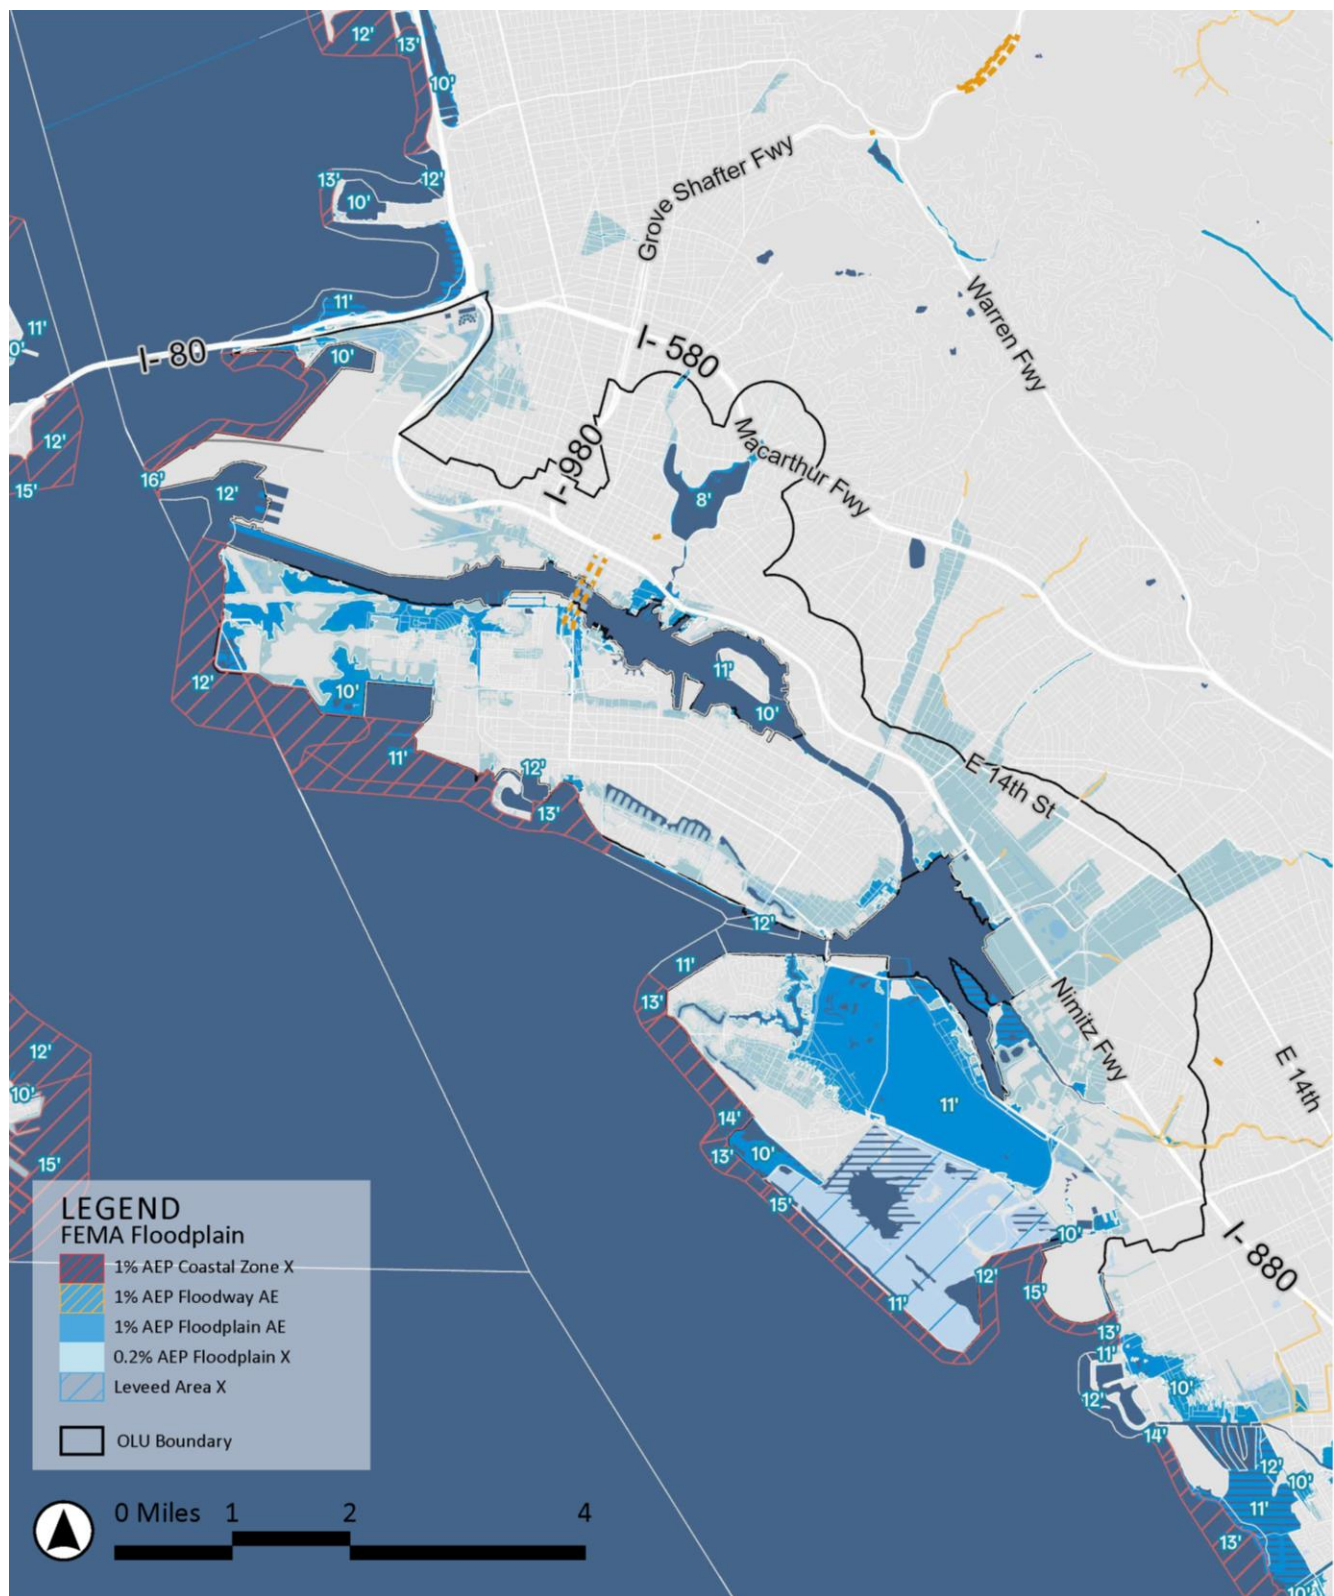 12'
13'
10'
13'
12'
10'
Grove Shafter Fwy
11'
Warren Fwy
11'
0'
I- 80
10'
I- 580
12'
Macarthur Fwy
I- 980
15'
16'
12'
8'
12'
10'
11'
10'
11'
12'
13'
E 14th St
12'
11'
13'
Nimitz Fwy
12'
10'
15'
11'
E 14th
14'
13'
10'
15'
10'
12'
15'
11'
I- 880
13'
11'
10'
12'
14'
12'
10'
11'
13'
10'
LEGEND
FEMA Floodplain
1% AEP Coastal Zone X
1% AEP Floodway AE
1% AEP Floodplain AE
0.2% AEP Floodplain X
Leveed Area X
OLU Boundary
0 Miles 1 2 4